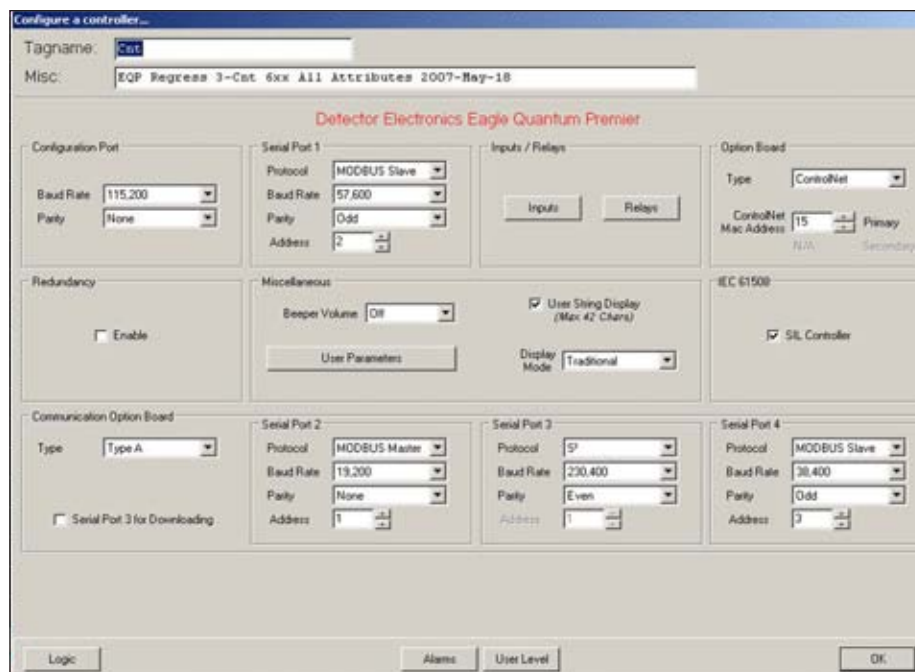 Configure a controller...
Tagname: Cnt
Misc: EQP Regress 3-Cnt 6xx All Attributes 2007-May-18
Detector Electronics Eagle Quantum Premier
Configuration Port
Baud Rate 115,200
Parity None
Serial Port 1
Protocol MODBUS Slave
Baud Rate 57,600
Parity Odd
Address 2
Inputs / Relays
Inputs Relays
Option Board
Type ControlNet
ControlNet
Mac Address 15 Primary
N/A Secondary
Redundancy
Enable
Miscellaneous
Beeper Volume Off
User Parameters
User String Display
(Max 42 Chars)
Display
Mode Traditional
IEC 61508
SIL Controller
Communication Option Board
Type Type A
Serial Port 3 for Downloading
Serial Port 2
Protocol MODBUS Master
Baud Rate 19,200
Parity None
Address 1
Serial Port 3
Protocol S³
Baud Rate 230,400
Parity Even
Address 1
Serial Port 4
Protocol MODBUS Slave
Baud Rate 38,400
Parity Odd
Address 3
Logic Alarms User Level OK